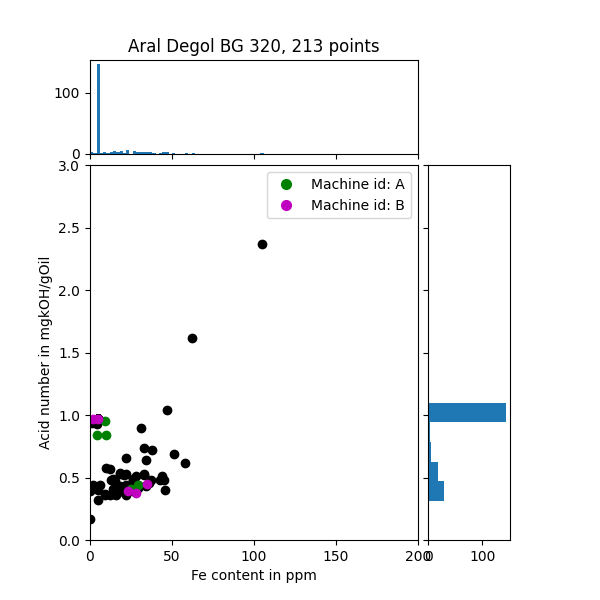 Aral Degol BG 320, 213 points
100
0
3.0
2.5
2.0
1.5
1.0
0.5
0.0
Acid number in mgkOH/gOil
Machine id: A
Machine id: B
0 50 100 150 200
0 100
Fe content in ppm